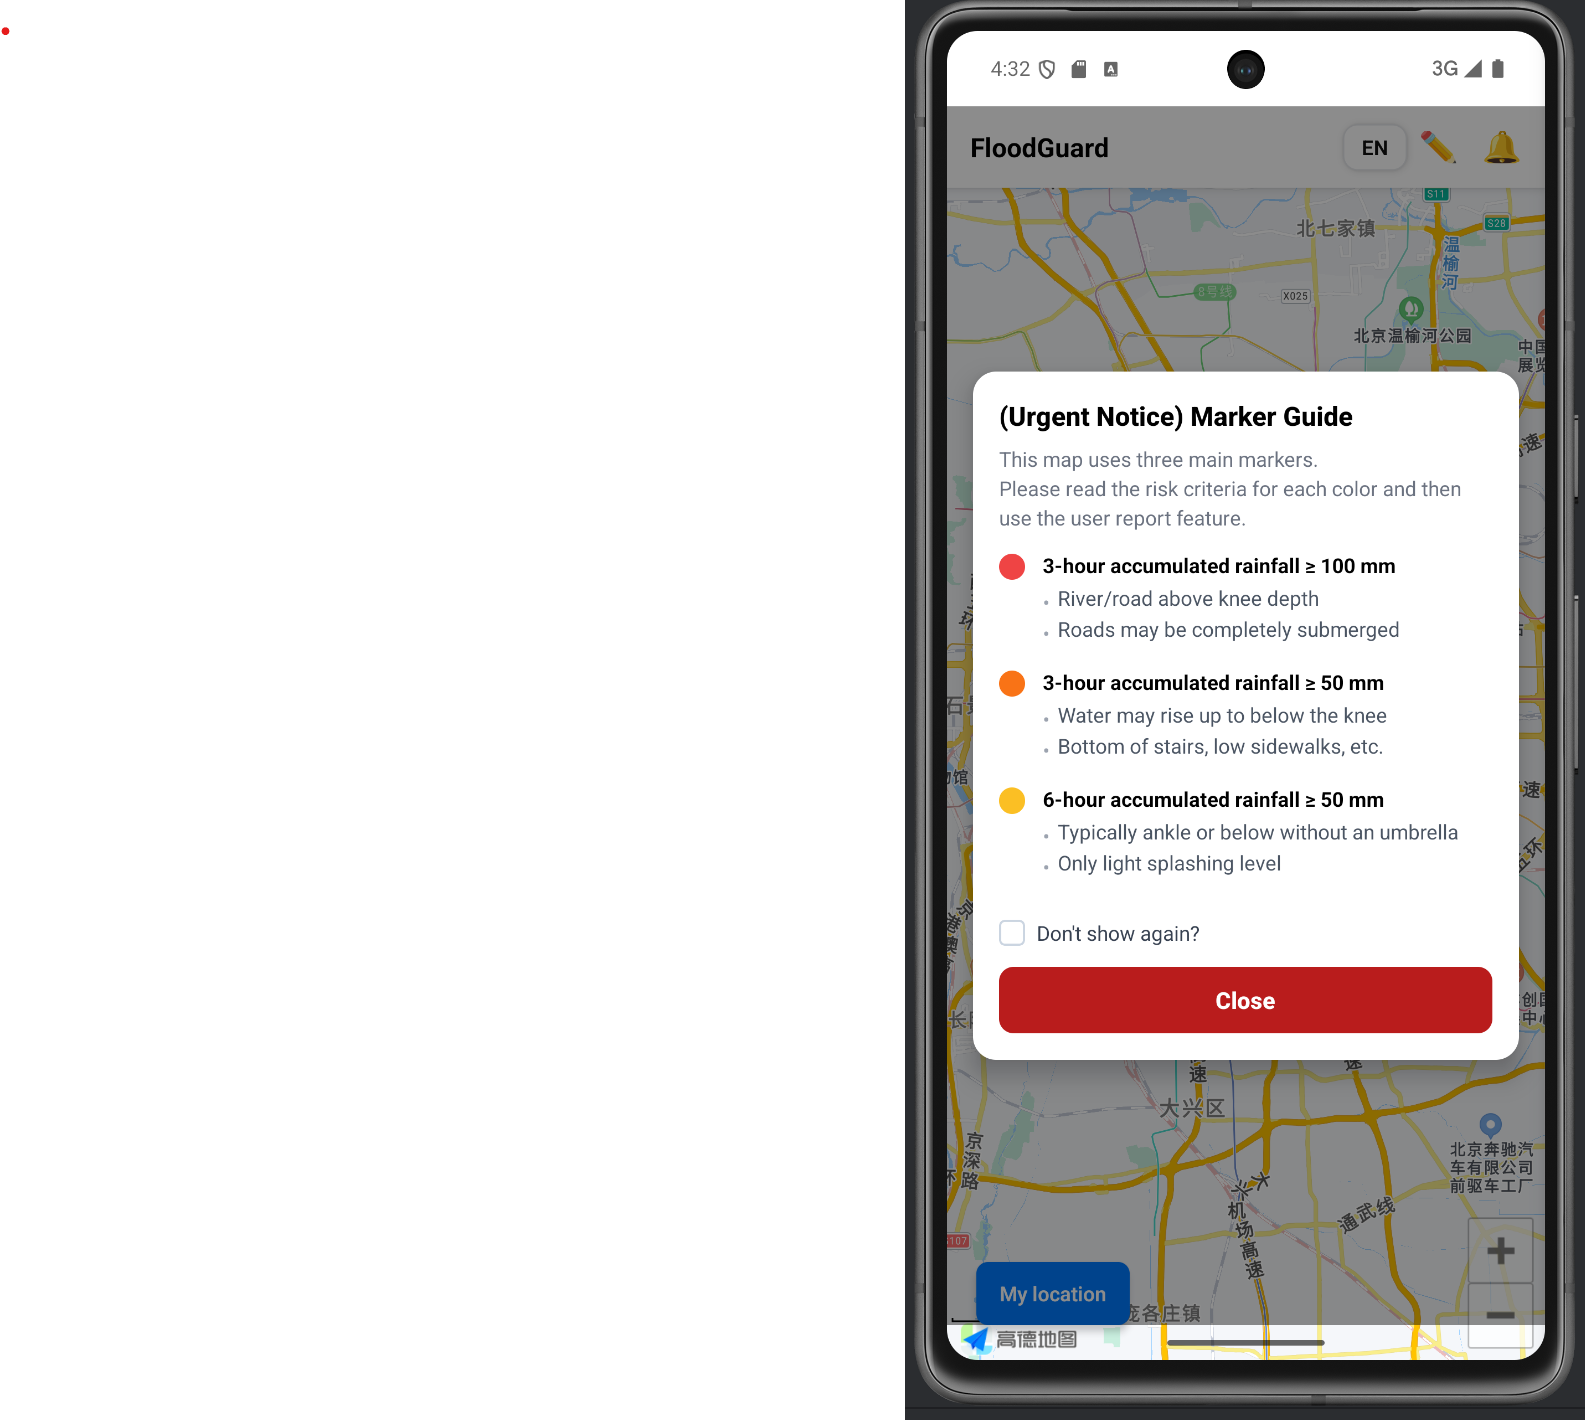 4:32
3G
FloodGuard
EN
S11
北七家镇
S28
温榆河
8号线
X025
北京温榆河公园
中国
展览
(Urgent Notice) Marker Guide
This map uses three main markers.
Please read the risk criteria for each color and then
use the user report feature.
3-hour accumulated rainfall ≥ 100 mm
River/road above knee depth
Roads may be completely submerged
3-hour accumulated rainfall ≥ 50 mm
Water may rise up to below the knee
Bottom of stairs, low sidewalks, etc.
6-hour accumulated rainfall ≥ 50 mm
Typically ankle or below without an umbrella
Only light splashing level
Don't show again?
Close
大兴区
京深路
北京奔驰汽
车有限公司
前驱车工厂
大兴机场高速
通武线
My location
庞各庄镇
高德地图